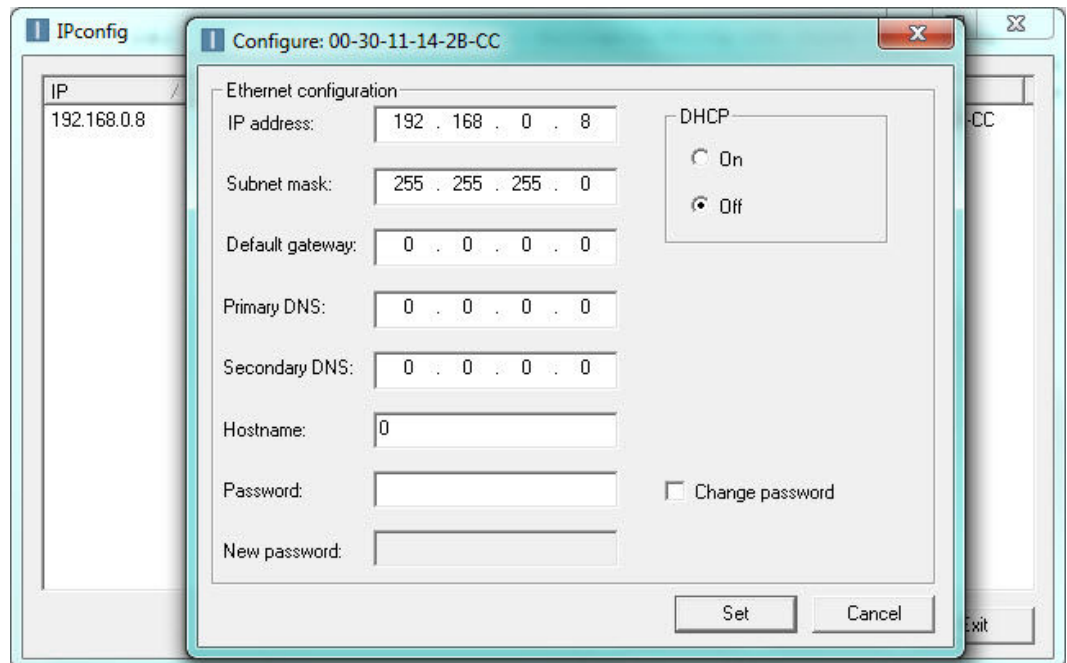 IPconfig
Configure: 00-30-11-14-2B-CC
IP
192.168.0.8
-CC
Ethernet configuration
IP address: 192 . 168 . 0 . 8
Subnet mask: 255 . 255 . 255 . 0
Default gateway: 0 . 0 . 0 . 0
Primary DNS: 0 . 0 . 0 . 0
Secondary DNS: 0 . 0 . 0 . 0
Hostname: 0
Password:
New password:
DHCP
On
Off
Change password
Set
Cancel
Exit